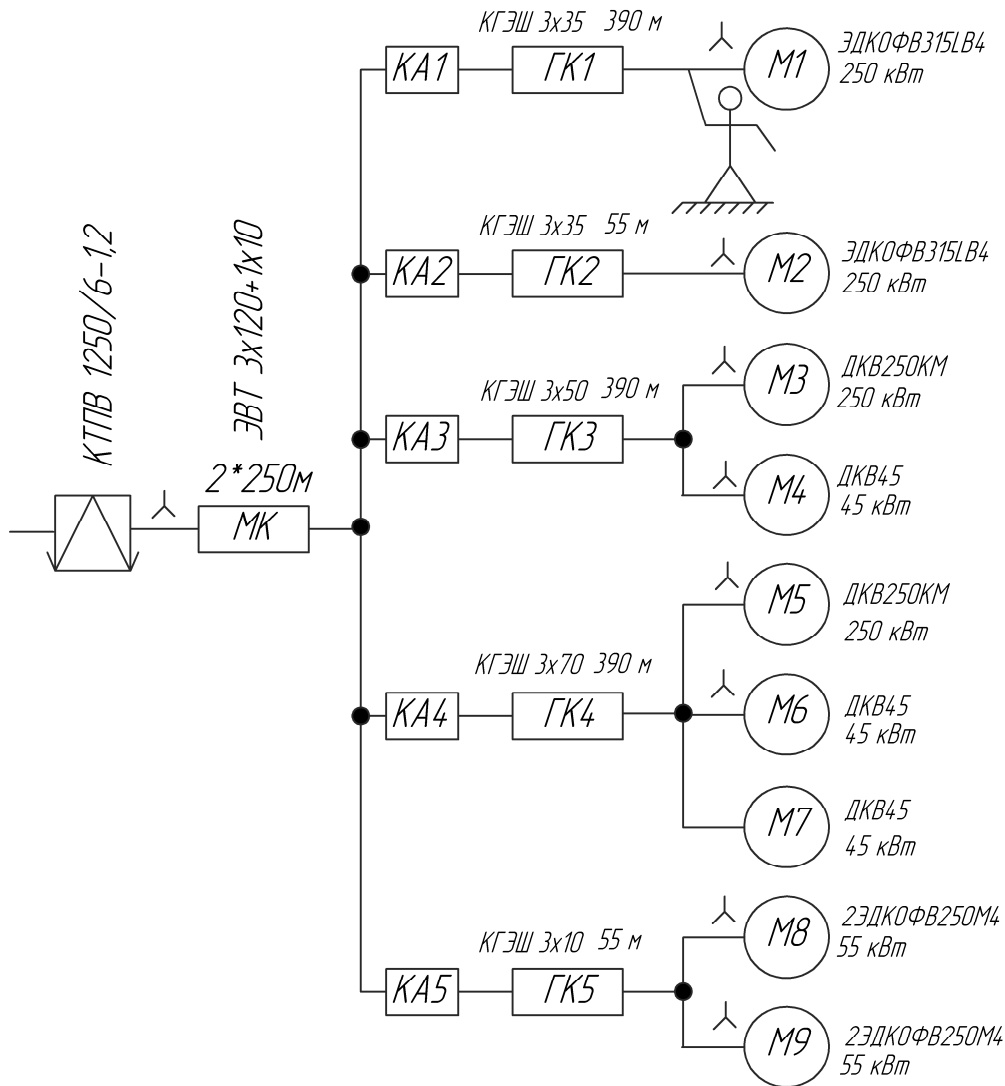 КГЭШ 3х35 390 м
КА1
ГК1
М1
ЭДКОФВ315LB4
250 кВт
КТПВ 1250/6-1,2
ЭВТ 3х120+1х10
2*250м
МК
КГЭШ 3х35 55 м
КА2
ГК2
М2
ЭДКОФВ315LB4
250 кВт
КГЭШ 3х50 390 м
КА3
ГК3
М3
ДКВ250КМ
250 кВт
М4
ДКВ45
45 кВт
КГЭШ 3х70 390 м
КА4
ГК4
М5
ДКВ250КМ
250 кВт
М6
ДКВ45
45 кВт
М7
ДКВ45
45 кВт
КГЭШ 3х10 55 м
КА5
ГК5
М8
2ЭДКОФВ250М4
55 кВт
М9
2ЭДКОФВ250М4
55 кВт